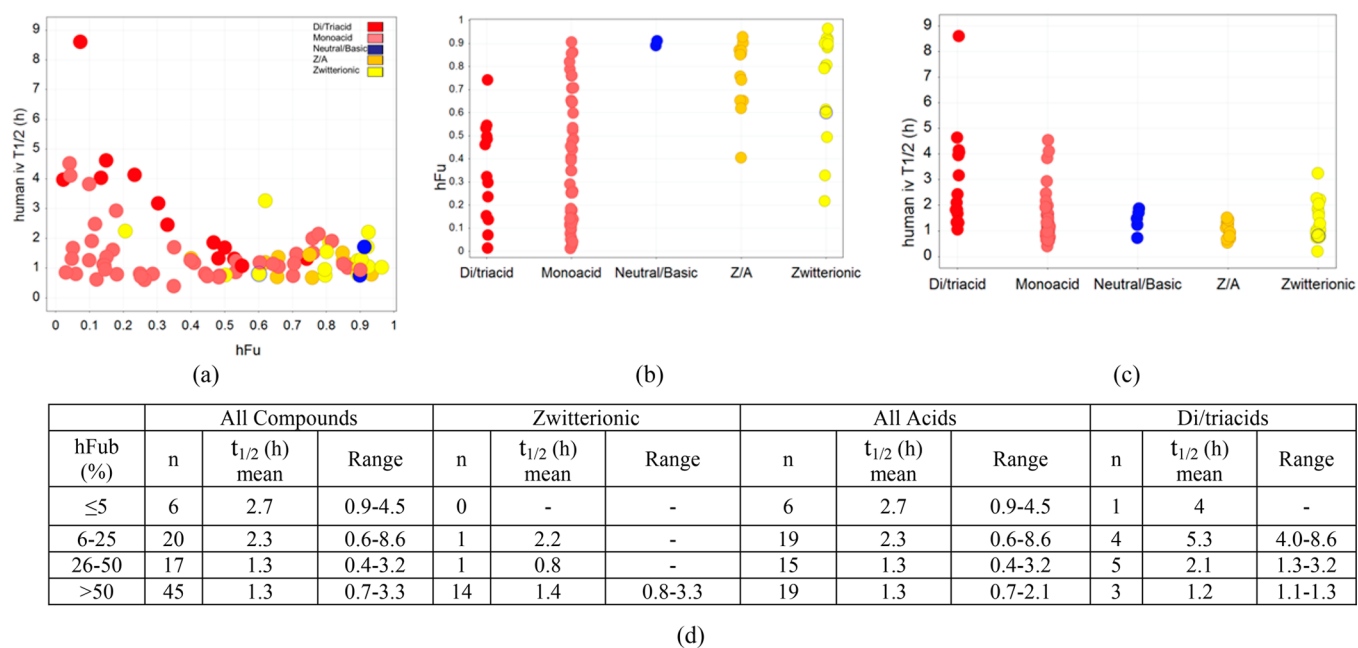 9
8
7
6
5
4
3
2
1
0
human iv T1/2 (h)
0 0.1 0.2 0.3 0.4 0.5 0.6 0.7 0.8 0.9 1
hFu
Di/Triacid
Monoacid
Neutral/Basic
Z/A
Zwitterionic
(a)
1
0.9
0.8
0.7
0.6
0.5
0.4
0.3
0.2
0.1
0
hFu
Di/triacid Monoacid Neutral/Basic Z/A Zwitterionic
(b)
9
8
7
6
5
4
3
2
1
0
human iv T1/2 (h)
Di/triacid Monoacid Neutral/Basic Z/A Zwitterionic
(c)
All Compounds Zwitterionic All Acids Di/triacids
hFub (%) n t1/2 (h) mean Range n t1/2 (h) mean Range n t1/2 (h) mean Range n t1/2 (h) mean Range
≤5 6 2.7 0.9-4.5 0 - - 6 2.7 0.9-4.5 1 4 -
6-25 20 2.3 0.6-8.6 1 2.2 - 19 2.3 0.6-8.6 4 5.3 4.0-8.6
26-50 17 1.3 0.4-3.2 1 0.8 - 15 1.3 0.4-3.2 5 2.1 1.3-3.2
>50 45 1.3 0.7-3.3 14 1.4 0.8-3.3 19 1.3 0.7-2.1 3 1.2 1.1-1.3
(d)